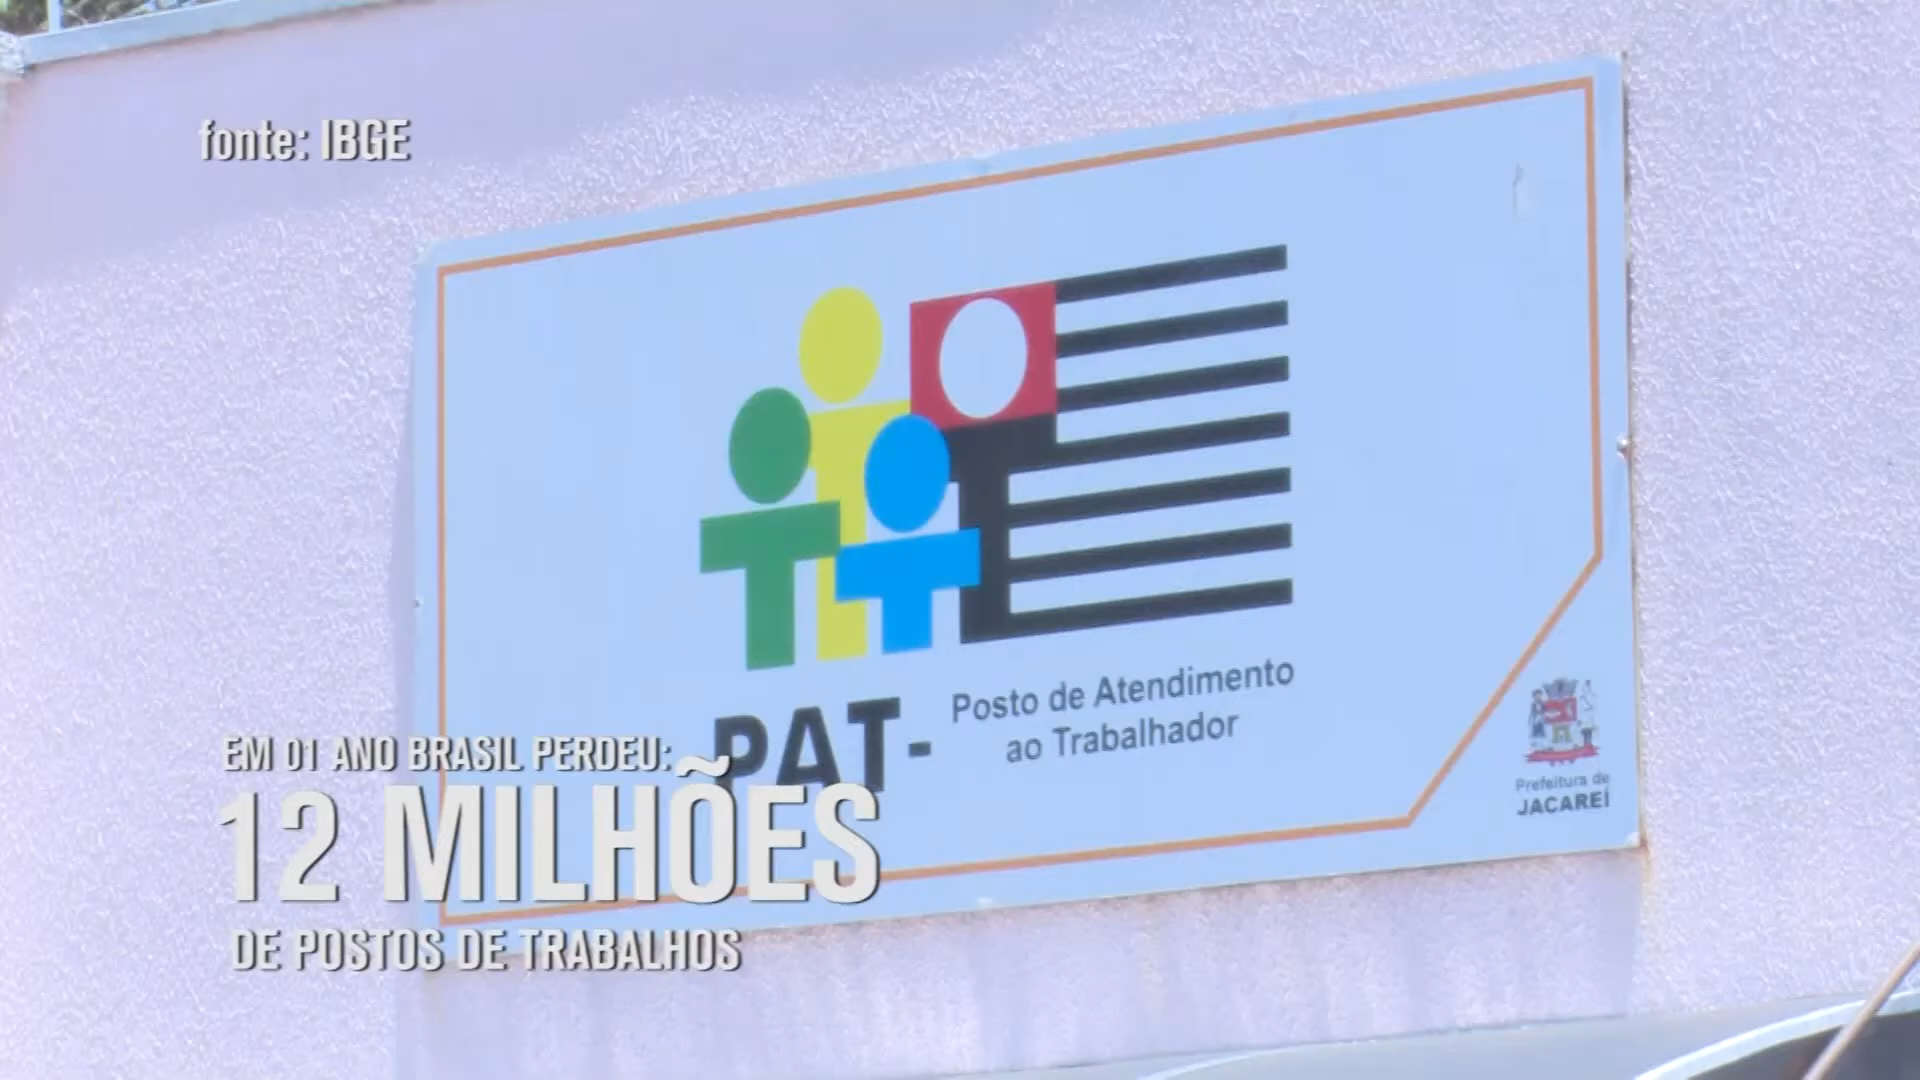 fonte: IBGE
PAT-
Posto de Atendimento
ao Trabalhador
Prefeitura de
JACAREÍ
EM 01 ANO BRASIL PERDEU:
12 MILHÕES
DE POSTOS DE TRABALHOS